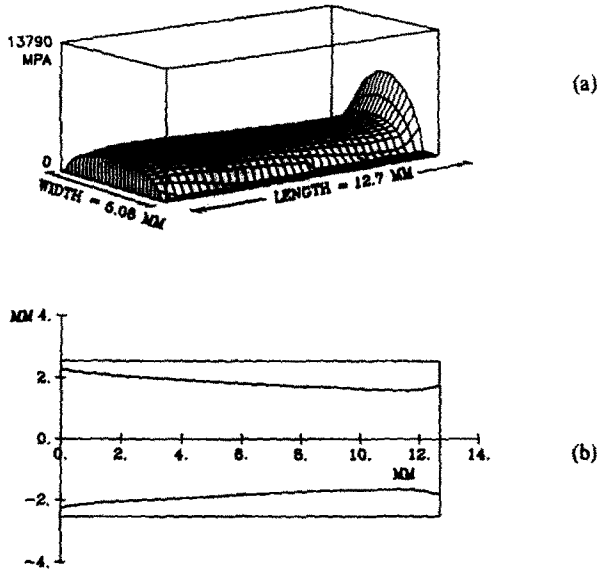 13790
MPA
0
WIDTH = 5.08 MM
LENGTH = 12.7 MM
(a)
MM 4.
2.
0.
0. 2. 4. 6. 8. 10. 12. 14.
MM
(b)
-2.
-4.